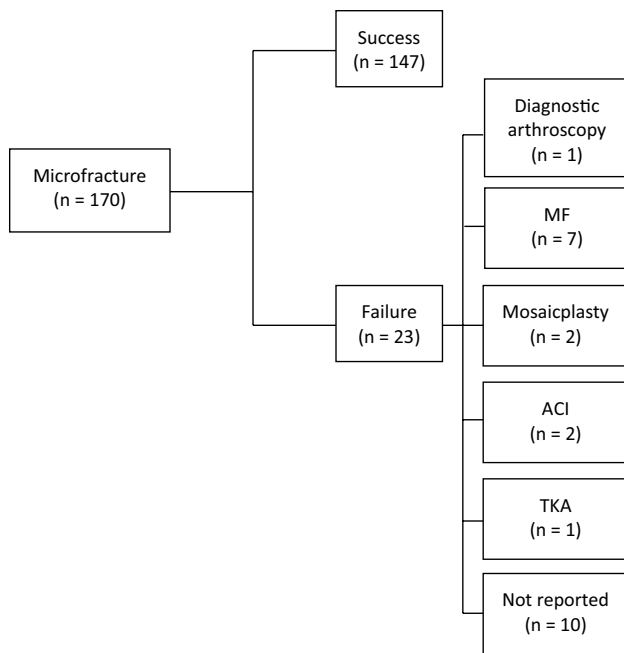 Success
(n = 147)
Microfracture
(n = 170)
Failure
(n = 23)
Diagnostic
arthroscopy
(n = 1)
MF
(n = 7)
Mosaicplasty
(n = 2)
ACI
(n = 2)
TKA
(n = 1)
Not reported
(n = 10)